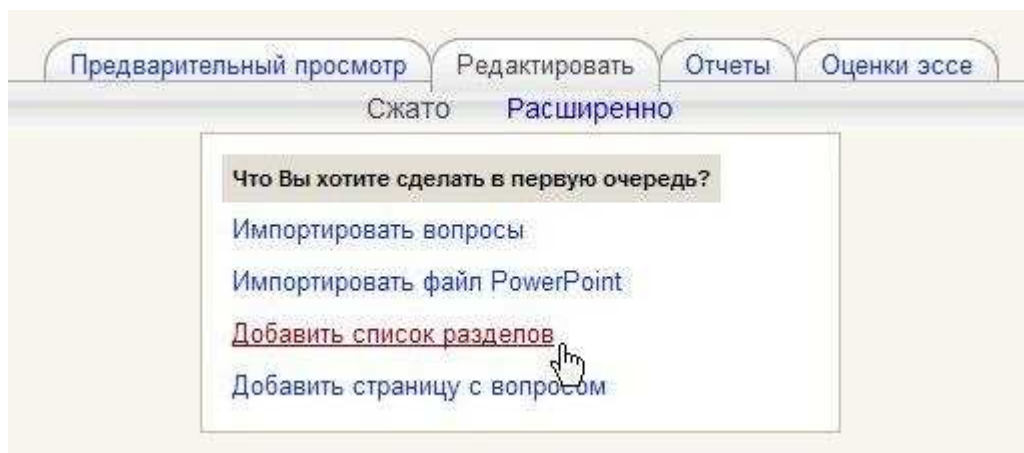 Предварительный просмотр Редактировать Отчеты Оценки эссе
Сжато Расширенно
Что Вы хотите сделать в первую очередь?
Импортировать вопросы
Импортировать файл PowerPoint
Добавить список разделов
Добавить страницу с вопросом